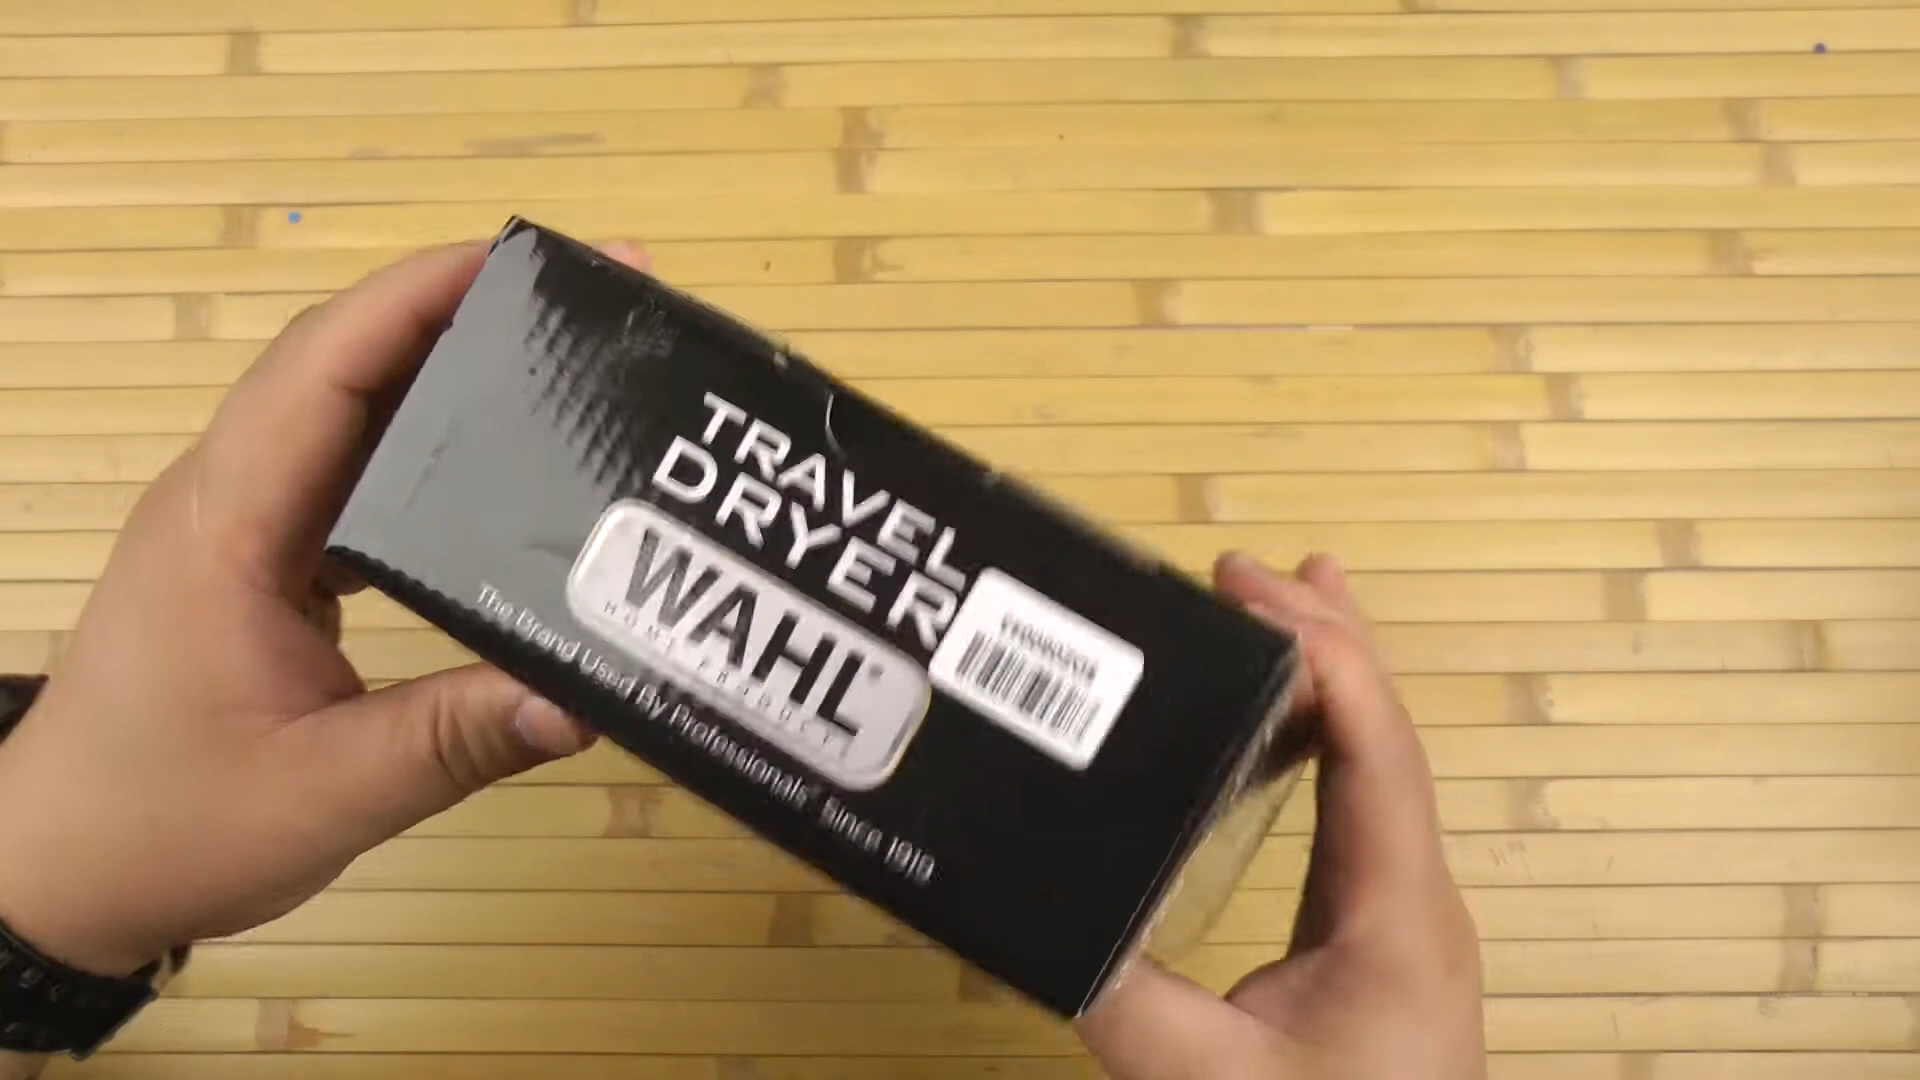 TRAVEL
DRYER
WAHL®
HOME PRODUCTS
The Brand Used By Professionals. Since 1919.